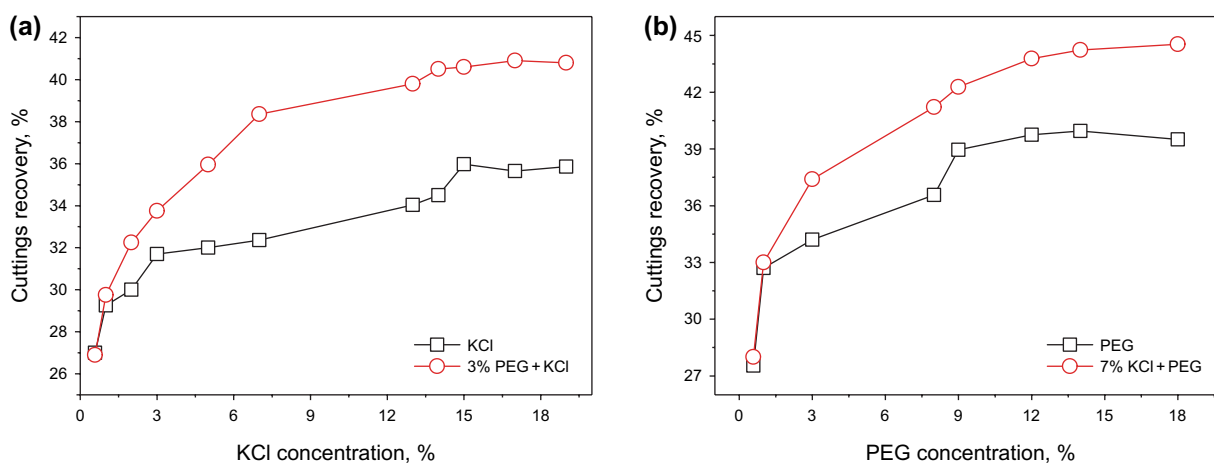 (a)
42
40
38
36
34
32
30
28
26
Cuttings recovery, %
0 3 6 9 12 15 18
KCl concentration, %
KCl
3% PEG + KCl
(b)
45
42
39
36
33
30
27
Cuttings recovery, %
0 3 6 9 12 15 18
PEG concentration, %
PEG
7% KCl + PEG